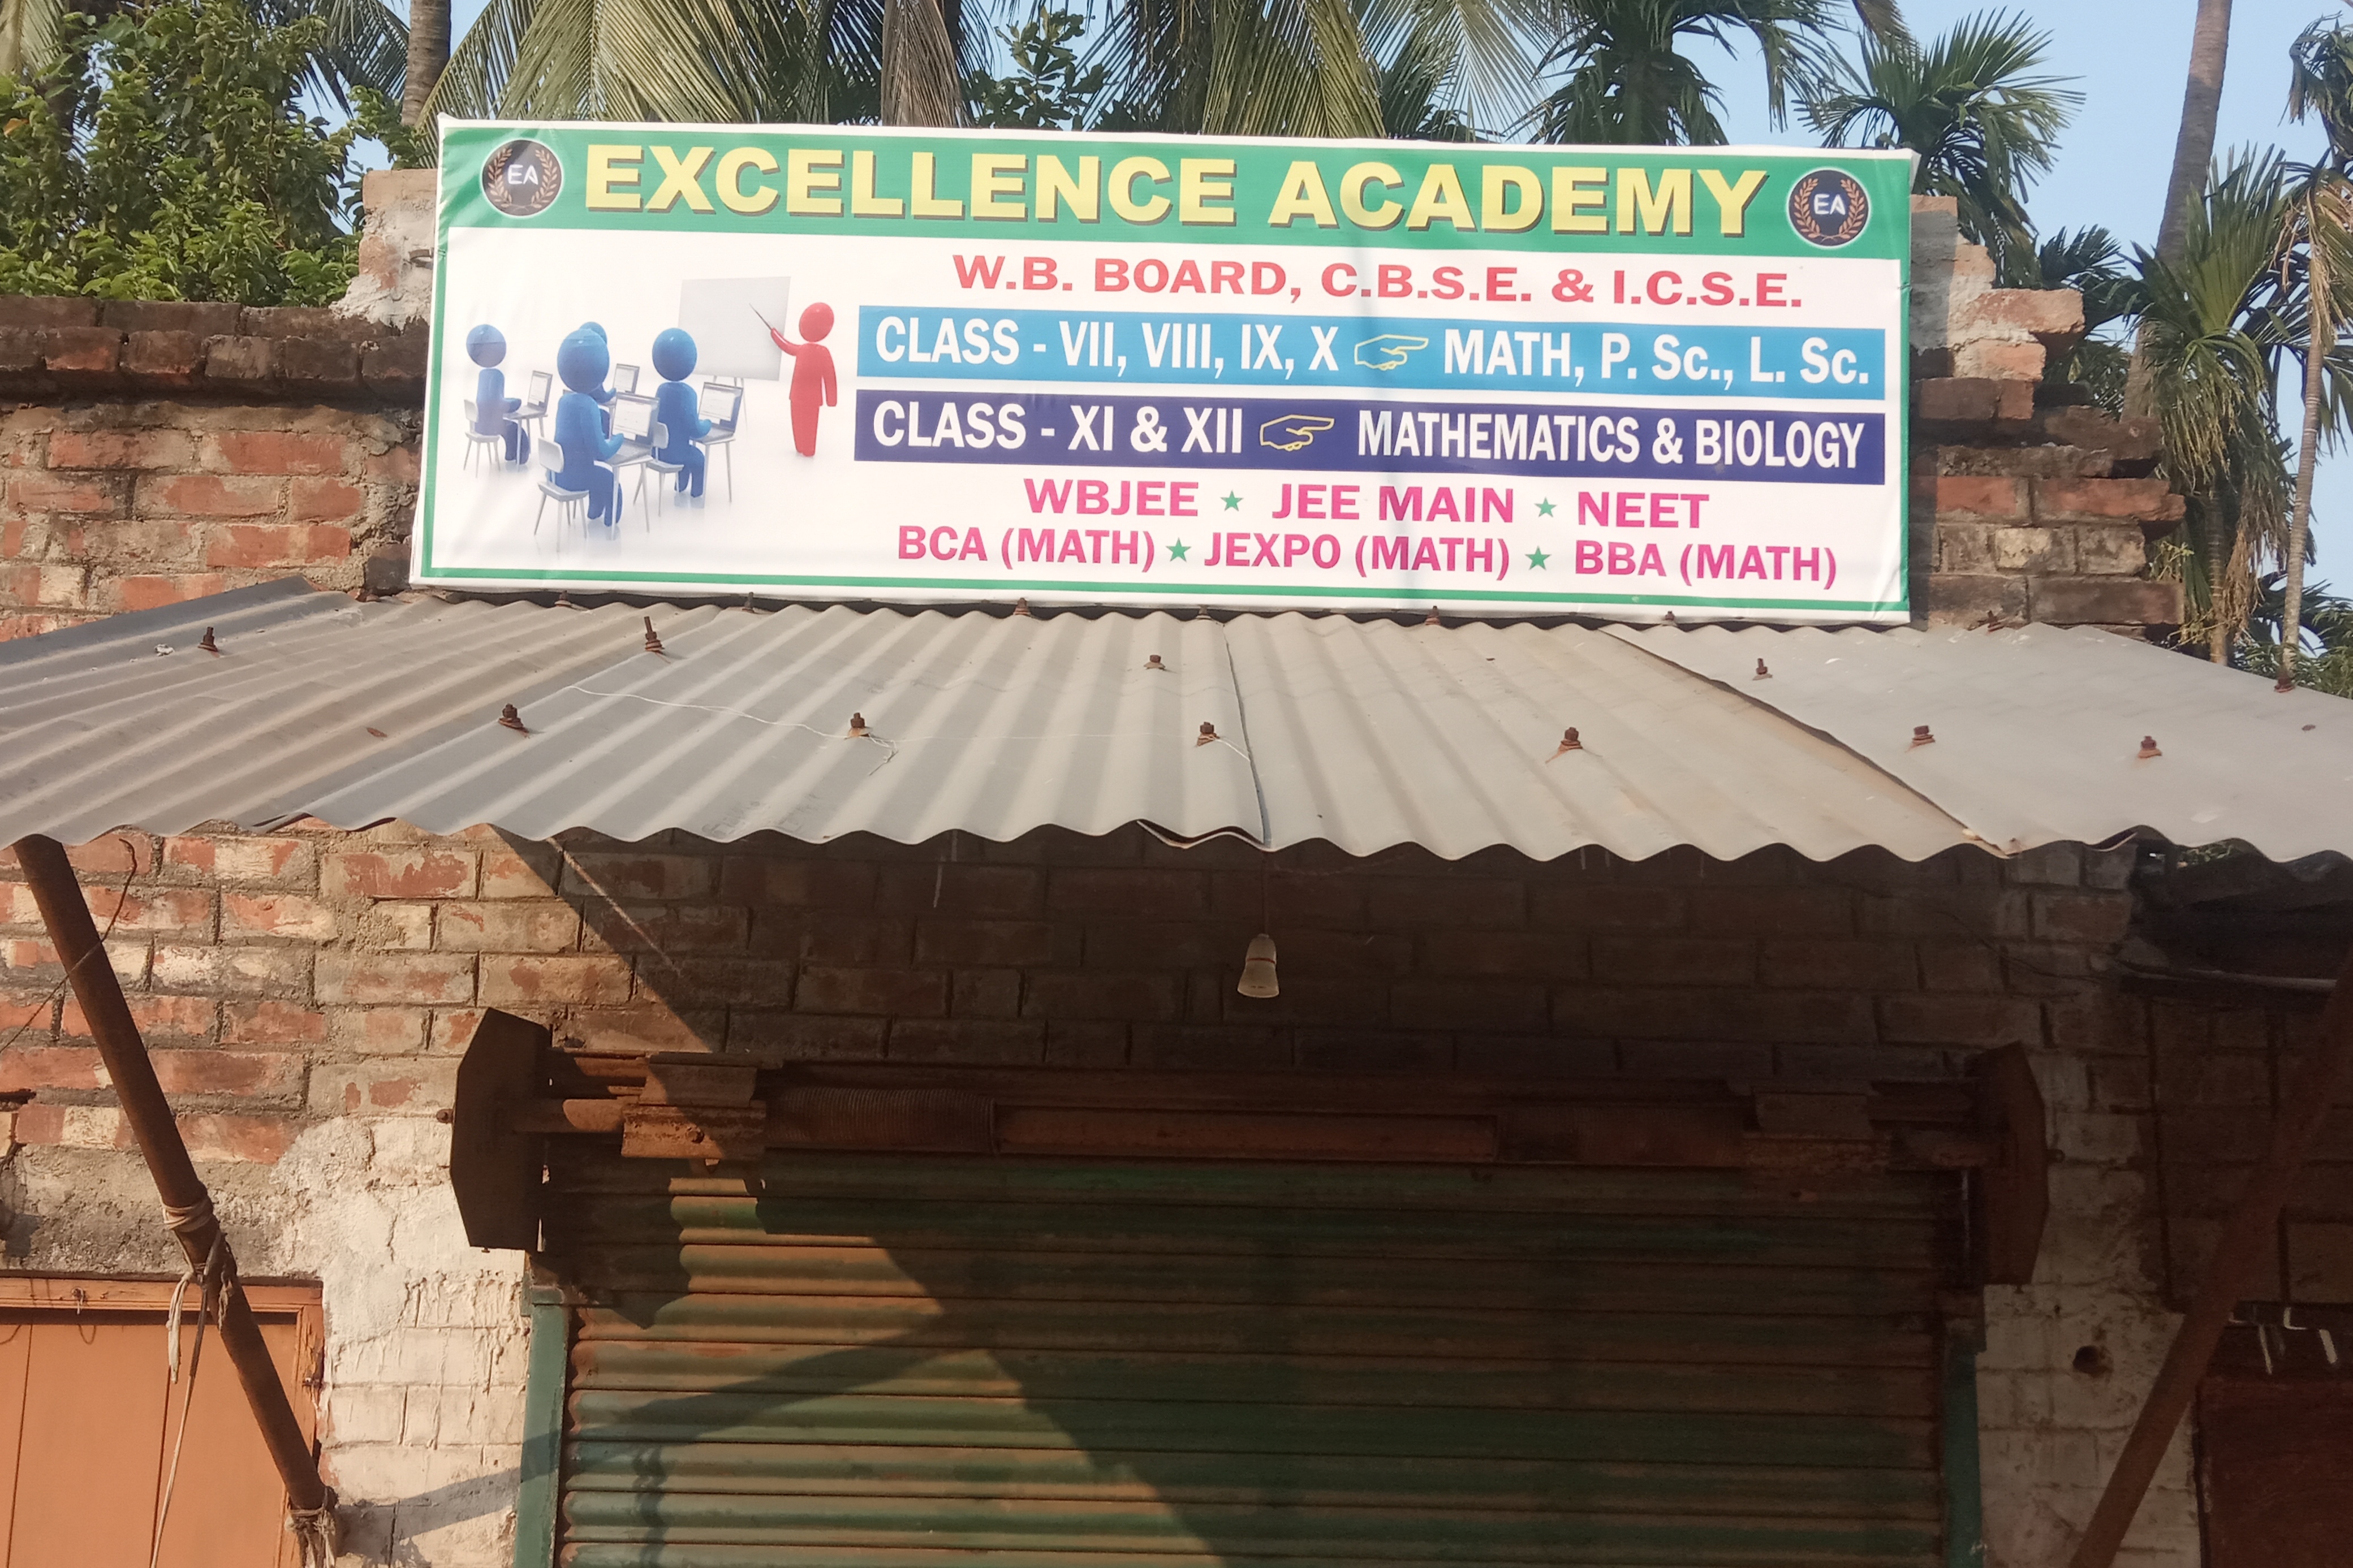 EA EXCELLENCE ACADEMY EA
W.B. BOARD, C.B.S.E. & I.C.S.E.
CLASS - VII, VIII, IX, X MATH, P. Sc., L. Sc.
CLASS - XI & XII MATHEMATICS & BIOLOGY
WBJEE ★ JEE MAIN ★ NEET
BCA (MATH) ★ JEXPO (MATH) ★ BBA (MATH)